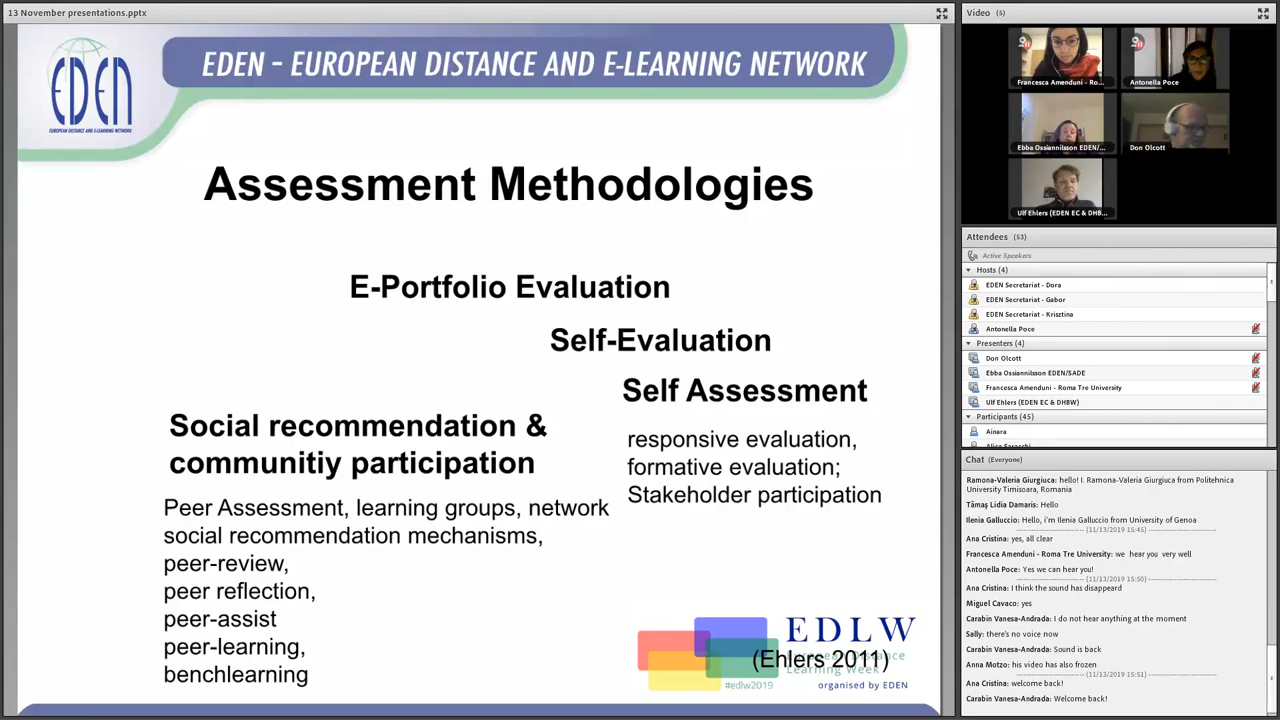 13 November presentations.pptx
EDEN
EUROPEAN DISTANCE AND E-LEARNING NETWORK
EDEN – EUROPEAN DISTANCE AND E-LEARNING NETWORK
Assessment Methodologies
E-Portfolio Evaluation
Self-Evaluation
Self Assessment
responsive evaluation,
formative evaluation;
Stakeholder participation
Social recommendation &
communitiy participation
Peer Assessment, learning groups, network
social recommendation mechanisms,
peer-review,
peer reflection,
peer-assist
peer-learning,
benchlearning
EDLW
(Ehlers 2011)
Learning Week
#edlw2019
organised by EDEN
Video (5)
Francesca Amenduni - Ro...
Antonella Poce
Ebba Ossiannilsson EDEN/...
Don Olcott
Ulf Ehlers (EDEN EC & DHB...
Attendees (53)
Active Speakers
Hosts (4)
EDEN Secretariat - Dora
EDEN Secretariat - Gabor
EDEN Secretariat - Krisztina
Antonella Poce
Presenters (4)
Don Olcott
Ebba Ossiannilsson EDEN/SADE
Francesca Amenduni - Roma Tre University
Ulf Ehlers (EDEN EC & DHBW)
Participants (45)
Ainara
Chat (Everyone)
Ramona-Valeria Giurgiuca: hello! I. Ramona-Valeria Giurgiuca from Politehnica
University Timisoara, Romania
Tămaş Lidia Damaris: Hello
Ilenia Galluccio: Hello, i'm Ilenia Galluccio from University of Genoa
(11/13/2019 15:45)
Ana Cristina: yes, all clear
Francesca Amenduni - Roma Tre University: we hear you very well
Antonella Poce: Yes we can hear you!
(11/13/2019 15:50)
Ana Cristina: I think the sound has disappeard
Miguel Cavaco: yes
Carabin Vanesa-Andrada: I do not hear anything at the moment
Sally: there's no voice now
Carabin Vanesa-Andrada: Sound is back
Anna Motzo: his video has also frozen
(11/13/2019 15:51)
Ana Cristina: welcome back!
Carabin Vanesa-Andrada: Welcome back!